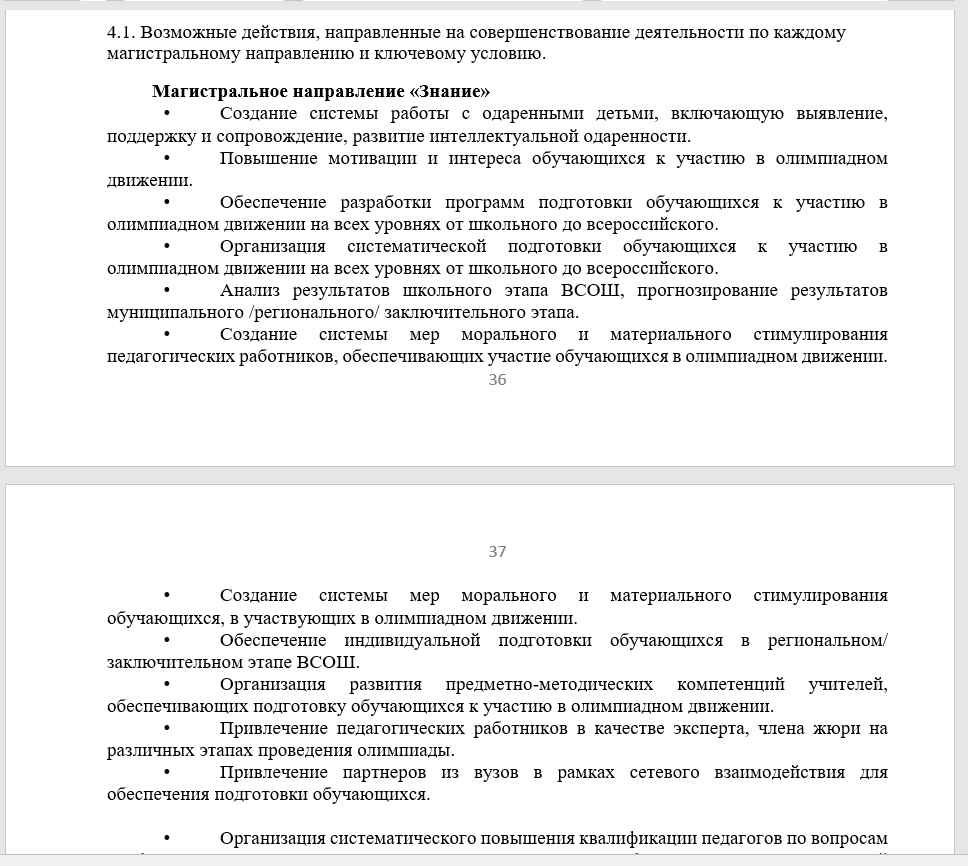 4.1. Возможные действия, направленные на совершенствование деятельности по каждому
магистральному направлению и ключевому условию.
Магистральное направление «Знание»
• Создание системы работы с одаренными детьми, включающую выявление,
поддержку и сопровождение, развитие интеллектуальной одаренности.
• Повышение мотивации и интереса обучающихся к участию в олимпиадном
движении.
• Обеспечение разработки программ подготовки обучающихся к участию в
олимпиадном движении на всех уровнях от школьного до всероссийского.
• Организация систематической подготовки обучающихся к участию в
олимпиадном движении на всех уровнях от школьного до всероссийского.
• Анализ результатов школьного этапа ВСОШ, прогнозирование результатов
муниципального /регионального/ заключительного этапа.
• Создание системы мер морального и материального стимулирования
педагогических работников, обеспечивающих участие обучающихся в олимпиадном движении.
36
37
• Создание системы мер морального и материального стимулирования
обучающихся, в участвующих в олимпиадном движении.
• Обеспечение индивидуальной подготовки обучающихся в региональном/
заключительном этапе ВСОШ.
• Организация развития предметно-методических компетенций учителей,
обеспечивающих подготовку обучающихся к участию в олимпиадном движении.
• Привлечение педагогических работников в качестве эксперта, члена жюри на
различных этапах проведения олимпиады.
• Привлечение партнеров из вузов в рамках сетевого взаимодействия для
обеспечения подготовки обучающихся.
• Организация систематического повышения квалификации педагогов по вопросам